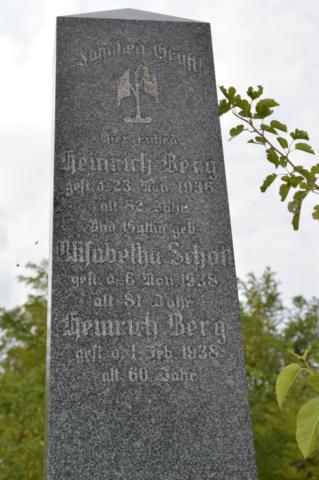 Familien Gruft
Hier ruhen
Heinrich Berg
gest. d. 23. Nov. 1936
alt 82 Jahr
Und Gattin geb.
Elisabetha Schott
gest. d. 6. Nov. 1938
alt 81 Jahr
Heinrich Berg
gest. d. 1. Feb. 1938
alt 60 Jahr.